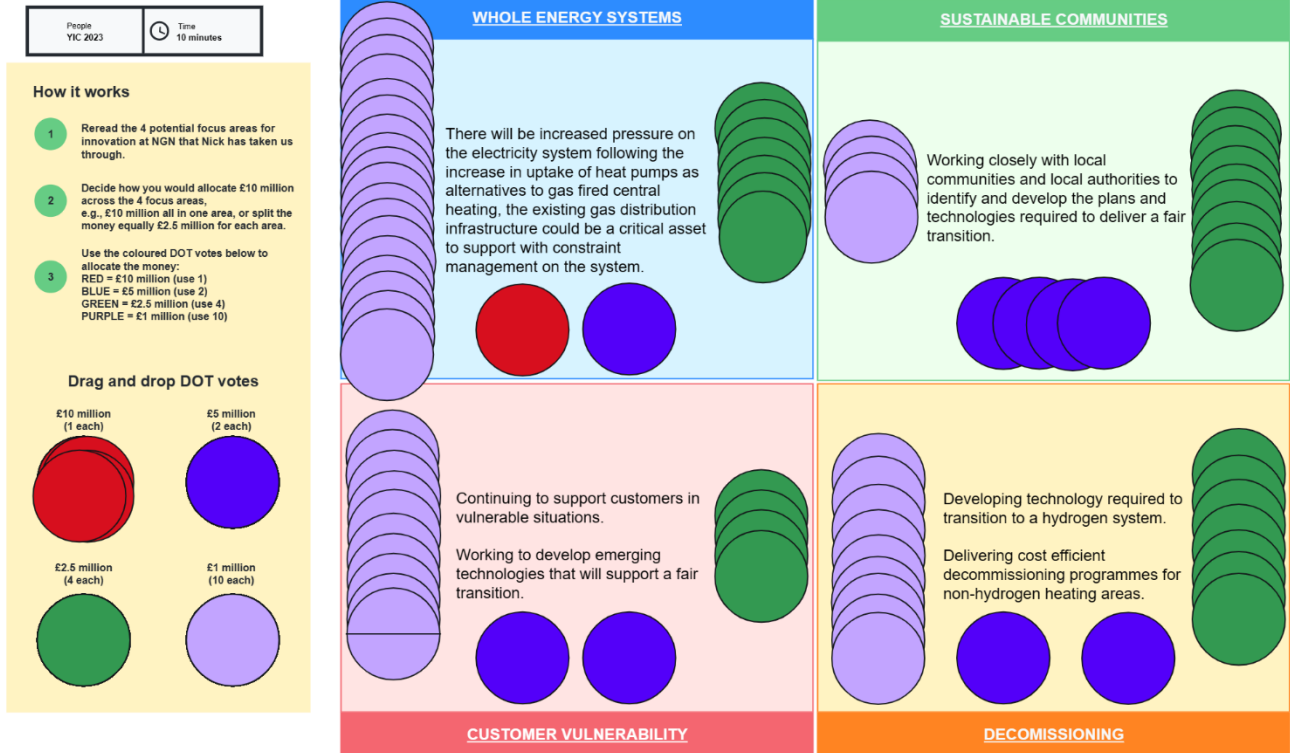 People
YIC 2023
Time
10 minutes
How it works
1
Reread the 4 potential focus areas for
innovation at NGN that Nick has taken us
through.
2
Decide how you would allocate £10 million
across the 4 focus areas,
e.g., £10 million all in one area, or split the
money equally £2.5 million for each area.
3
Use the coloured DOT votes below to
allocate the money:
RED = £10 million (use 1)
BLUE = £5 million (use 2)
GREEN = £2.5 million (use 4)
PURPLE = £1 million (use 10)
Drag and drop DOT votes
£10 million
(1 each)
£5 million
(2 each)
£2.5 million
(4 each)
£1 million
(10 each)
WHOLE ENERGY SYSTEMS
There will be increased pressure on
the electricity system following the
increase in uptake of heat pumps as
alternatives to gas fired central
heating, the existing gas distribution
infrastructure could be a critical asset
to support with constraint
management on the system.
SUSTAINABLE COMMUNITIES
Working closely with local
communities and local authorities to
identify and develop the plans and
technologies required to deliver a fair
transition.
Continuing to support customers in
vulnerable situations.
Working to develop emerging
technologies that will support a fair
transition.
CUSTOMER VULNERABILITY
Developing technology required to
transition to a hydrogen system.
Delivering cost efficient
decommissioning programmes for
non-hydrogen heating areas.
DECOMISSIONING